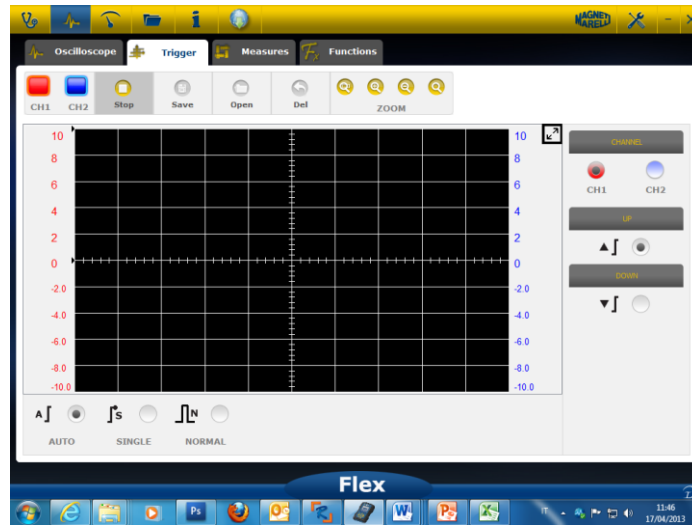 MAGNETI
MARELLI
Oscilloscope
Trigger
Measures
Functions
CH1
CH2
Stop
Save
Open
Del
ZOOM
10
8
6
4
2
0
-2.0
-4.0
-6.0
-8.0
-10.0
10
8
6
4
2
0
-2.0
-4.0
-6.0
-8.0
-10.0
CHANNEL
CH1
CH2
UP
DOWN
A
S
N
AUTO
SINGLE
NORMAL
Flex
Ps
W
IT
11:46
17/04/2013